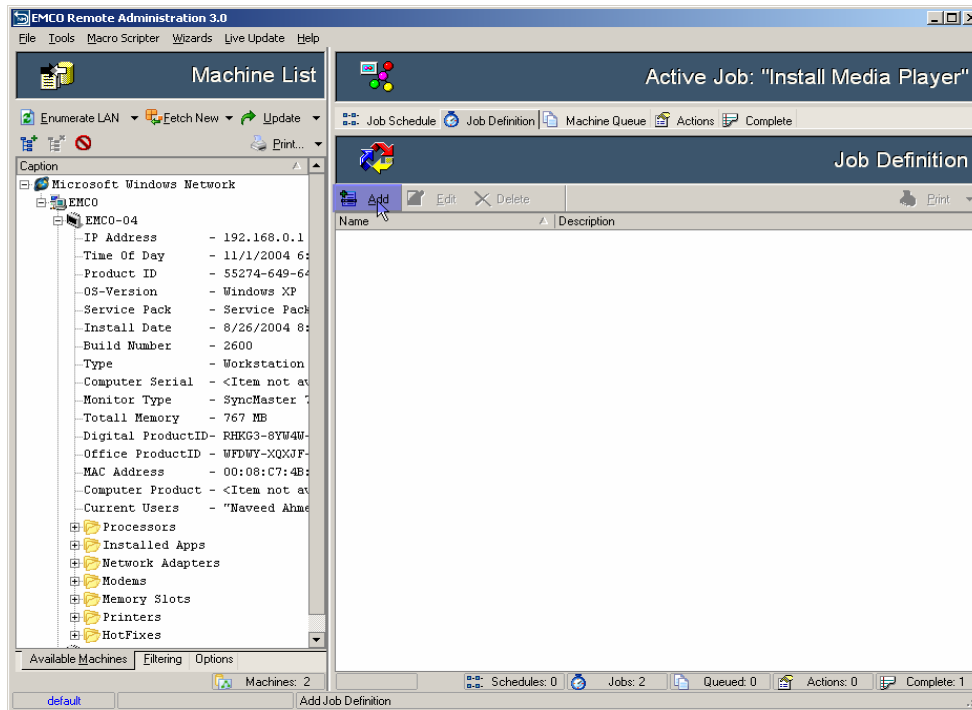 EMCO Remote Administration 3.0
File Tools Macro Scripter Wizards Live Update Help
Machine List
Active Job: "Install Media Player"
Enumerate LAN Fetch New Update
Job Schedule Job Definition Machine Queue Actions Complete
Print...
Job Definition
Caption
Add Edit Delete Print
Name Description
Microsoft Windows Network
EMCO
EMCO-04
IP Address - 192.168.0.1
Time Of Day - 11/1/2004 6:
Product ID - 55274-649-64
OS-Version - Windows XP
Service Pack - Service Pack
Install Date - 8/26/2004 8:
Build Number - 2600
Type - Workstation
Computer Serial - <Item not av
Monitor Type - SyncMaster 7
Totall Memory - 767 MB
Digital ProductID- RHKG3-8YW4W-
Office ProductID - WFDWY-XQXJF-
MAC Address - 00:08:C7:4B:
Computer Product - <Item not av
Current Users - "Naveed Ahme
Processors
Installed Apps
Network Adapters
Modems
Memory Slots
Printers
HotFixes
Available Machines Filtering Options
Machines: 2
Schedules: 0 Jobs: 2 Queued: 0 Actions: 0 Complete: 1
default Add Job Definition